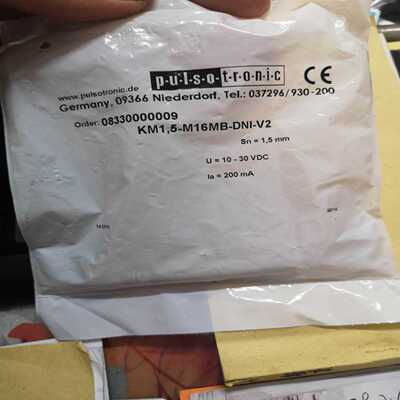 pulsotronic CE
www.pulsotronic.de
Germany, 09366 Niederdorf, Tel.: 037296/930-200
Order: 08330000009
KM1,5-M16MB-DNI-V2
Sn = 1,5 mm
U = 10 - 30 VDC
Ia = 200 mA